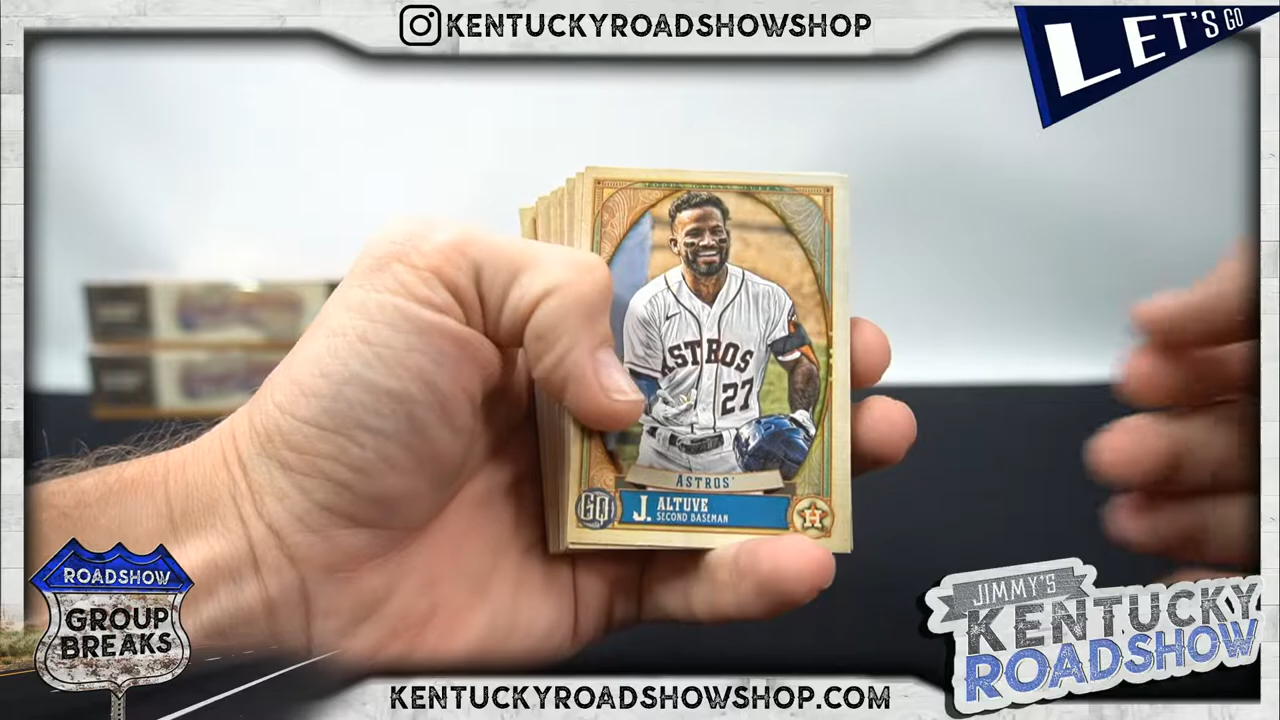 KENTUCKYROADSHOWSHOP
LET'S GO
ASTROS
27
ASTROS
GQ
J. ALTUVE
SECOND BASEMAN
H
ROADSHOW
GROUP
BREAKS
JIMMY'S
KENTUCKY
ROADSHOW
KENTUCKYROADSHOWSHOP.COM